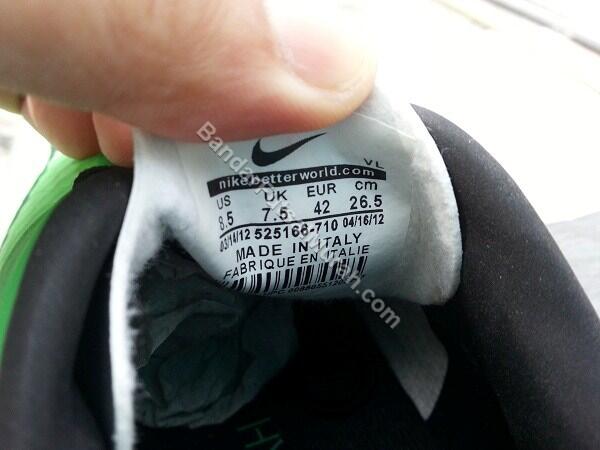 VL
nikebetterworld.com
US UK EUR cm
8.5 7.5 42 26.5
03/14/12 525166-710 04/16/12
MADE IN ITALY
FABRIQUE EN ITALIE